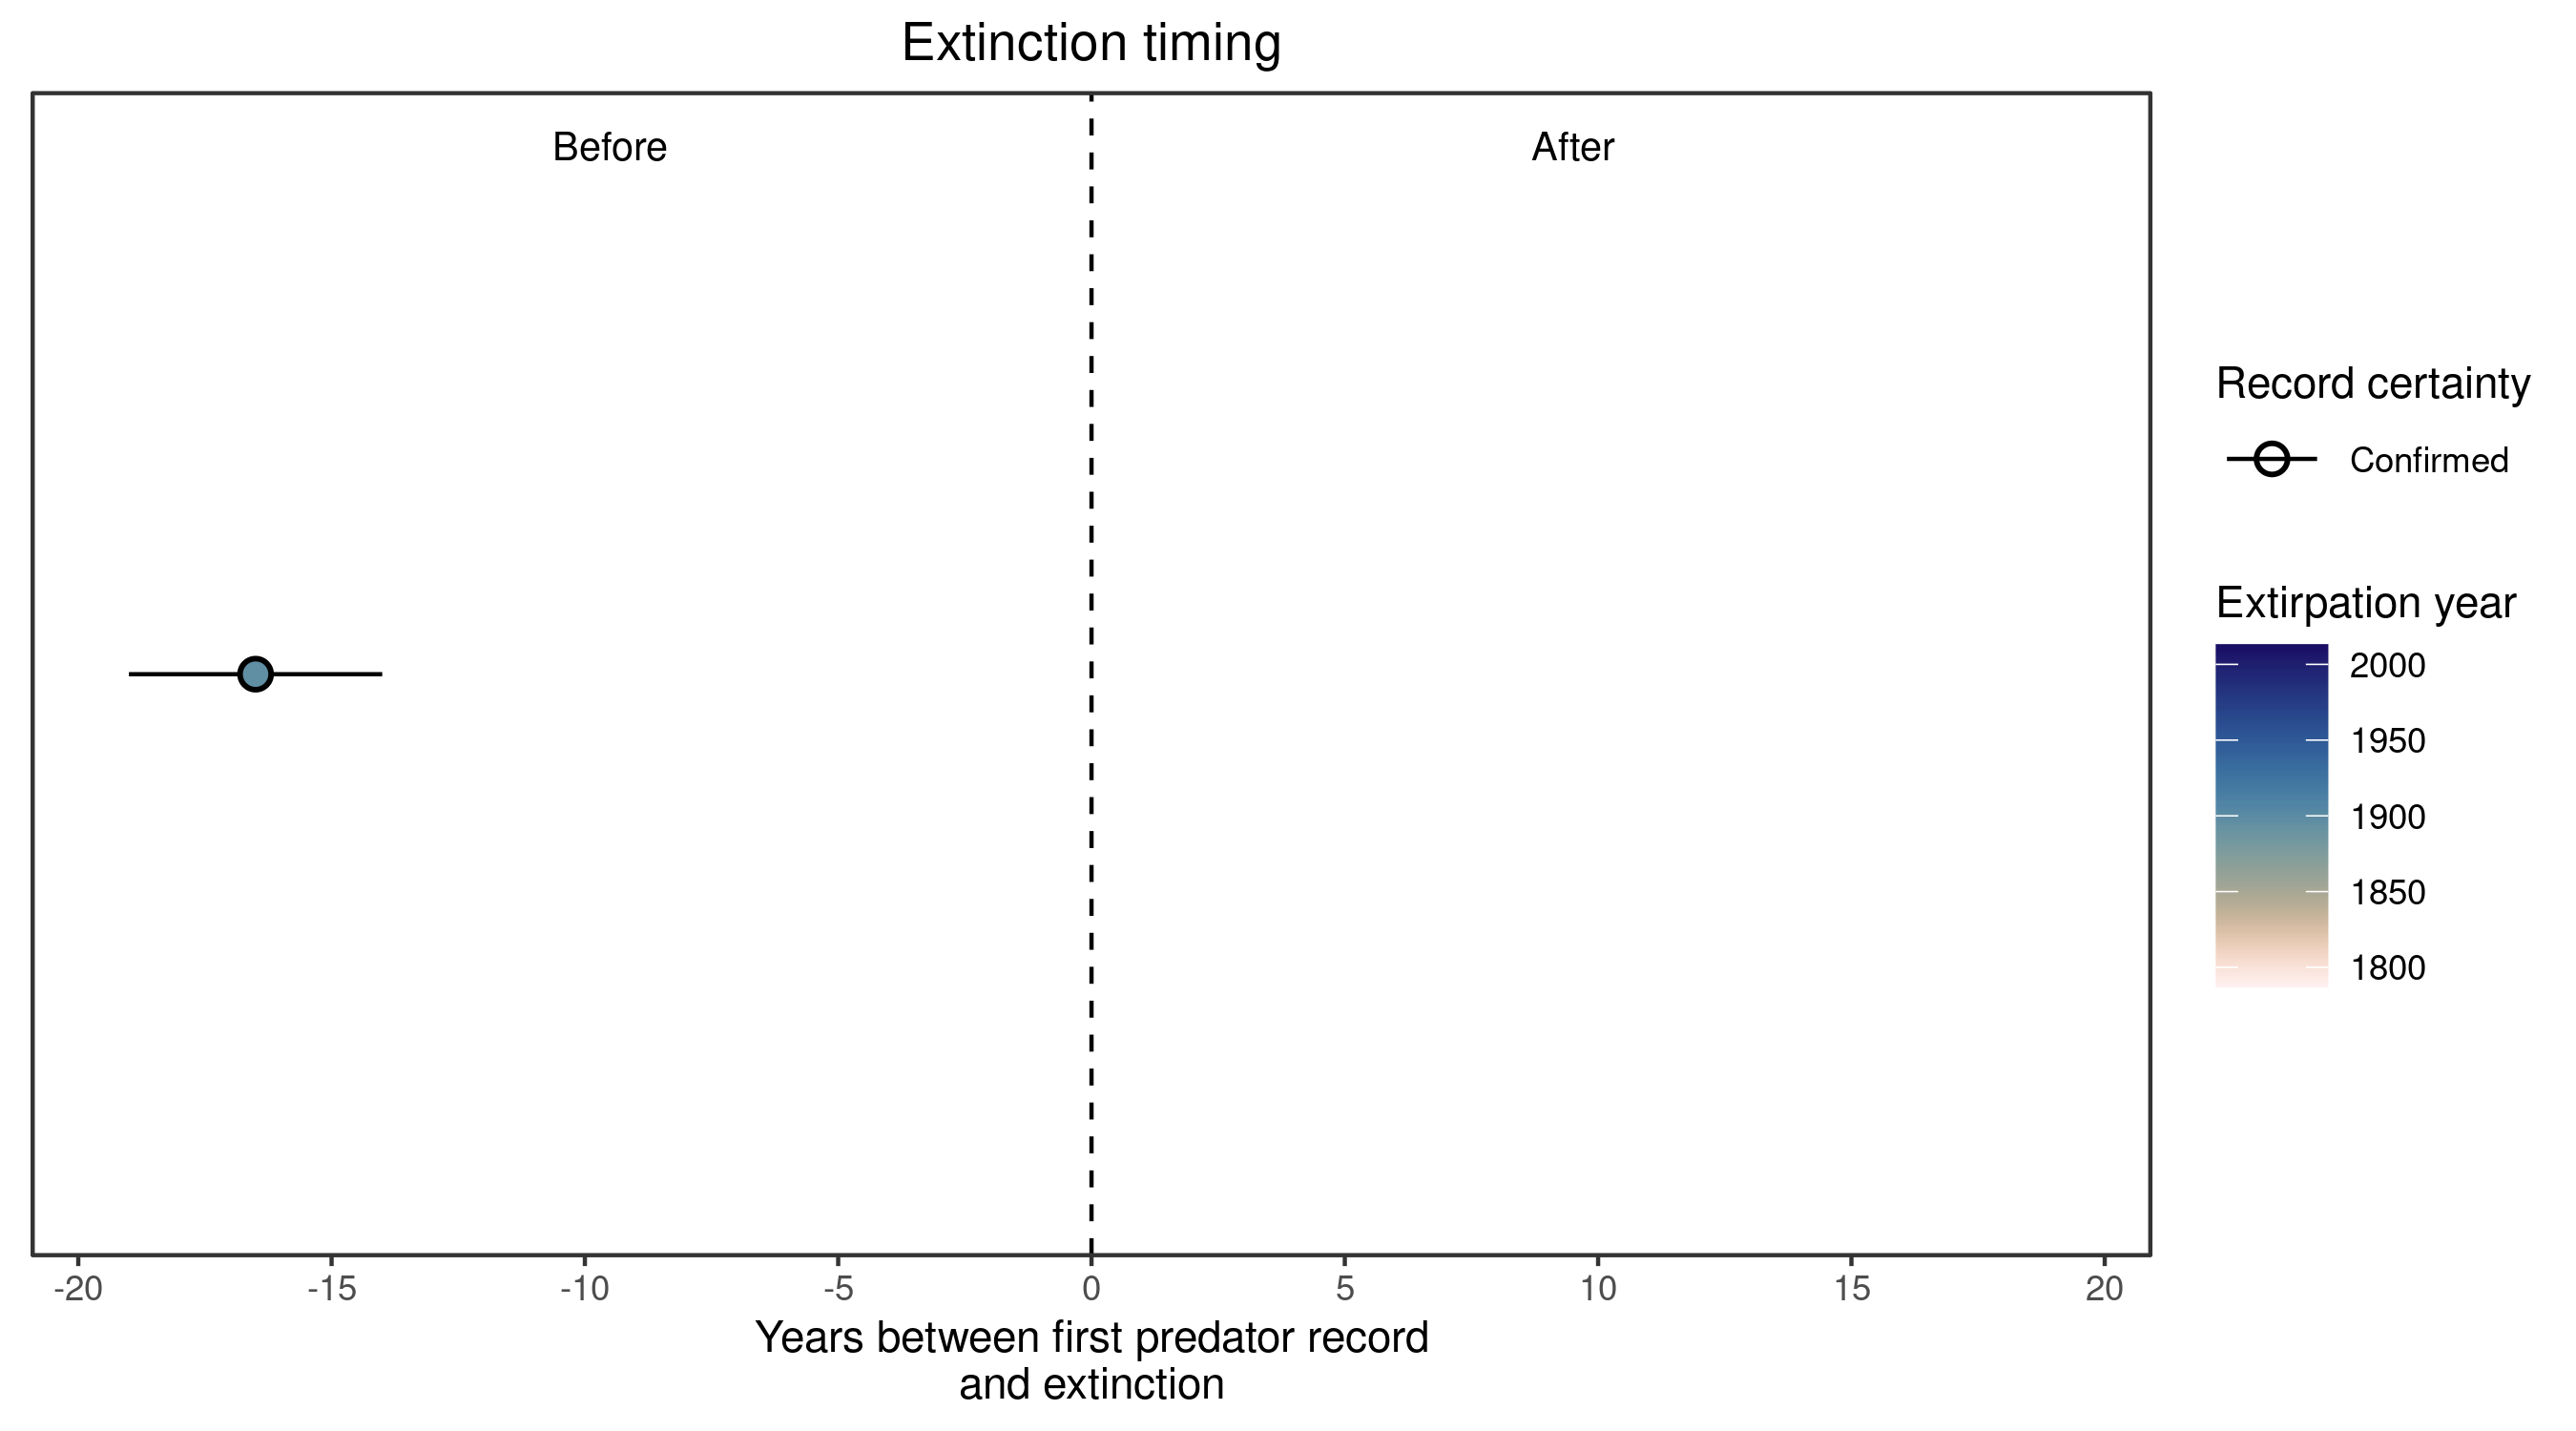 Extinction timing
Before
After
Record certainty
Confirmed
Extirpation year
2000
1950
1900
1850
1800
-20 -15 -10 -5 0 5 10 15 20
Years between first predator record
and extinction